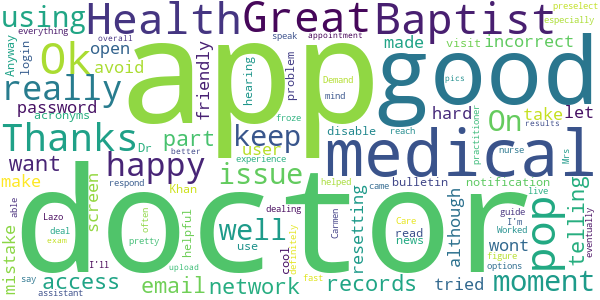 using Health Great Baptist preselect
especially
everything
Anyway Ok open made incorrect speak appointment
login avoid friendly hearing problem Demand visit
overall
really app good
password acronyms user mind pics take let
Thanks part keep froze disable reach On hard practitioner results
Dr better issue experience medical nurse Mrs
want happy respond helped came bulletin notification
make screen Khan well dealing resetting although live pop telling
able Lazo often helpful use cool Carmen Care read news guide I'm wont
mistake deal doctor definitely options Worked eventually
exam I'll pretty network fast figure tried moment
say access email upload records
assistant